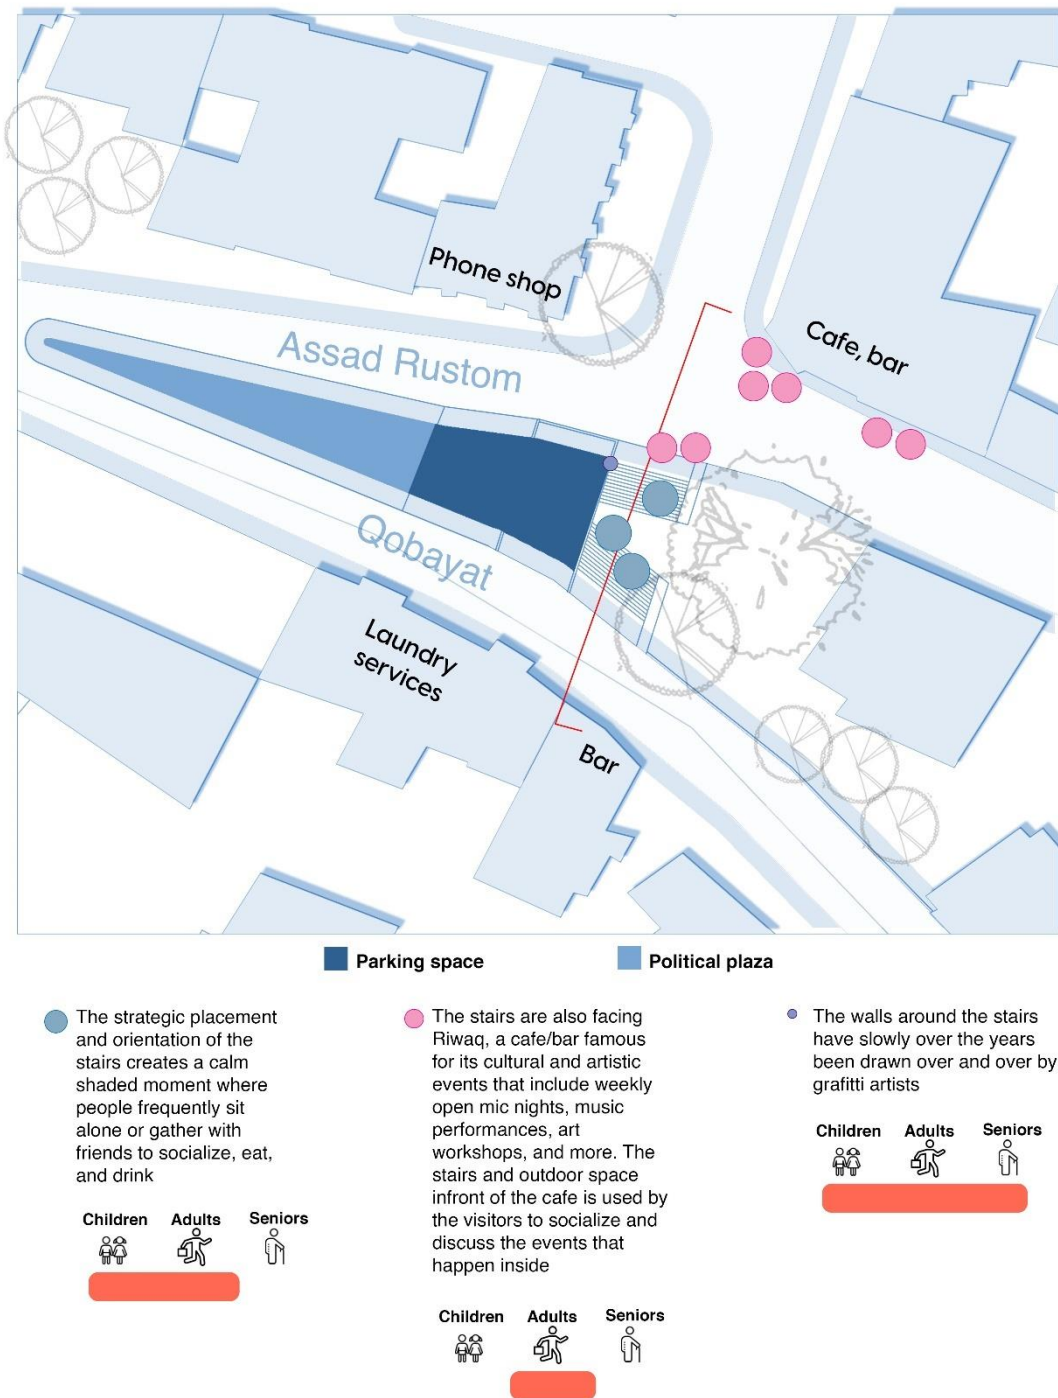 Phone shop
Cafe, bar
Assad Rustom
Qobayat
Laundry
services
Bar
Parking space
Political plaza
The strategic placement
and orientation of the
stairs creates a calm
shaded moment where
people frequently sit
alone or gather with
friends to socialize, eat,
and drink
Children Adults Seniors
The stairs are also facing
Riwaq, a cafe/bar famous
for its cultural and artistic
events that include weekly
open mic nights, music
performances, art
workshops, and more. The
stairs and outdoor space
infront of the cafe is used by
the visitors to socialize and
discuss the events that
happen inside
Children Adults Seniors
The walls around the stairs
have slowly over the years
been drawn over and over by
grafitti artists
Children Adults Seniors